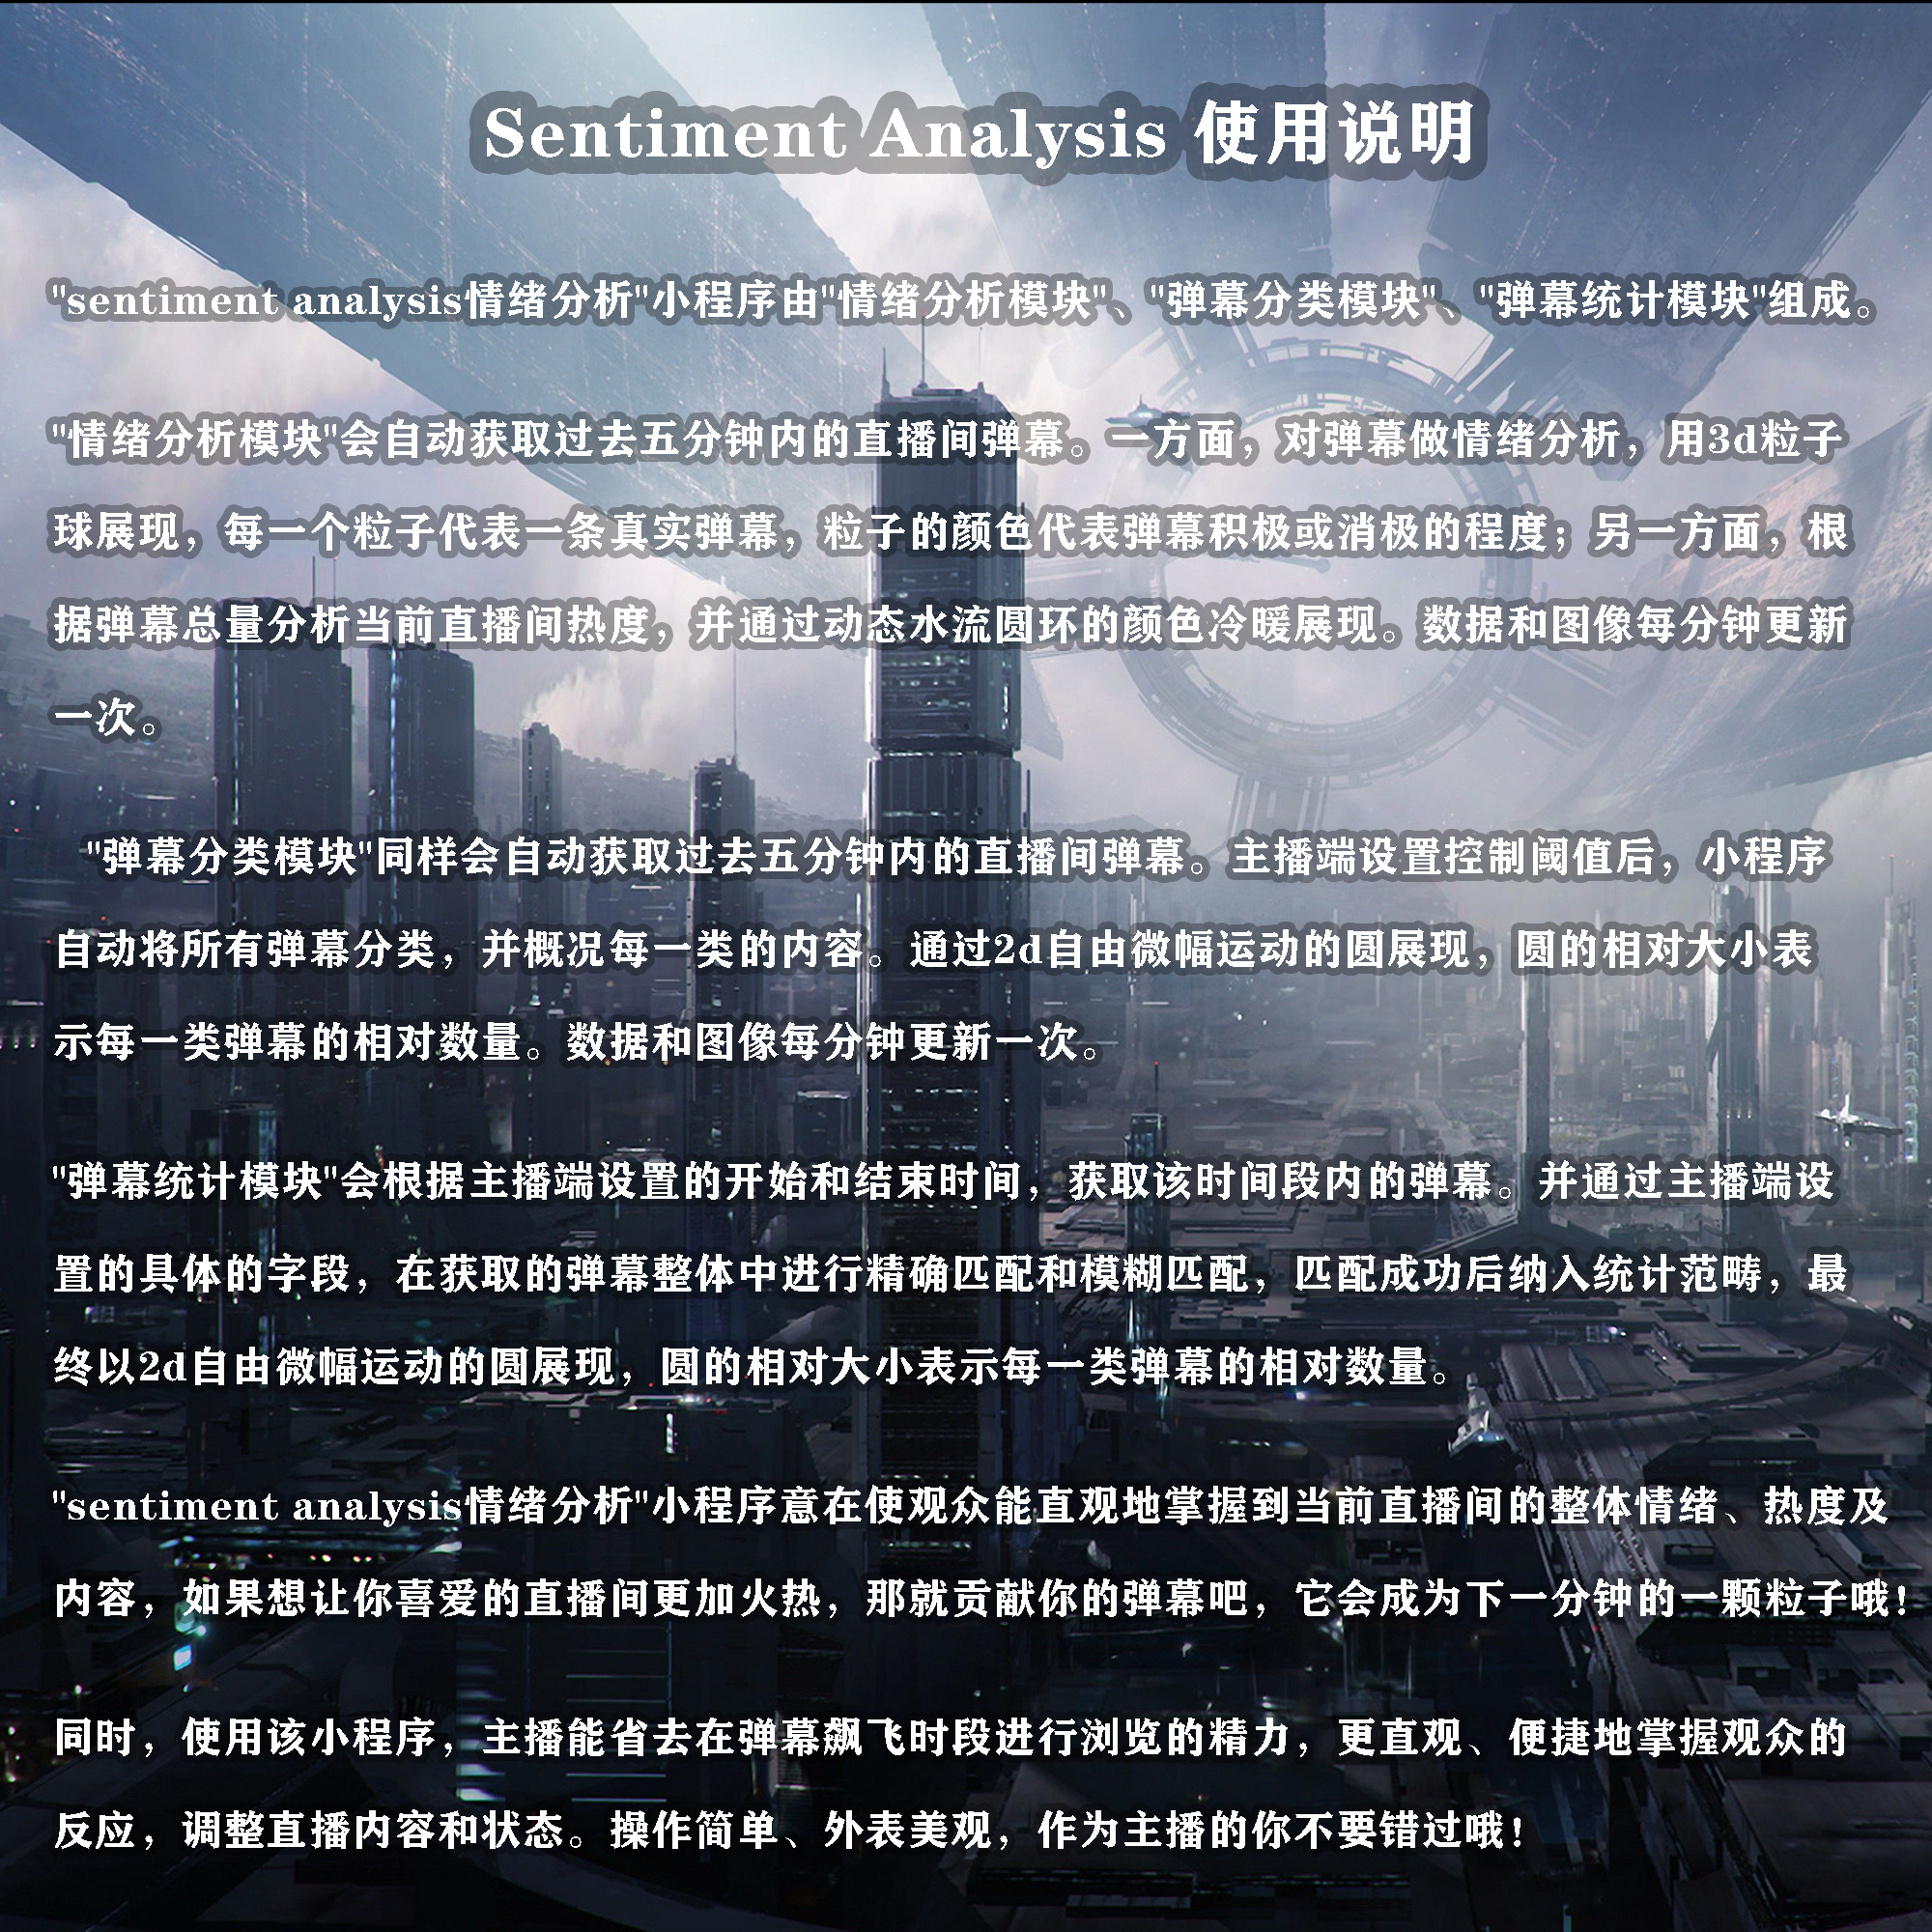 Sentiment Analysis 使用说明
"sentiment analysis情绪分析"小程序由"情绪分析模块"、"弹幕分类模块"、"弹幕统计模块"组成。
"情绪分析模块"会自动获取过去五分钟内的直播间弹幕。一方面，对弹幕做情绪分析，用3d粒子
球展现，每一个粒子代表一条真实弹幕，粒子的颜色代表弹幕积极或消极的程度；另一方面，根
据弹幕总量分析当前直播间热度，并通过动态水流圆环的颜色冷暖展现。数据和图像每分钟更新
一次。
"弹幕分类模块"同样会自动获取过去五分钟内的直播间弹幕。主播端设置控制阈值后，小程序
自动将所有弹幕分类，并概况每一类的内容。通过2d自由微幅运动的圆展现，圆的相对大小表
示每一类弹幕的相对数量。数据和图像每分钟更新一次。
"弹幕统计模块"会根据主播端设置的开始和结束时间，获取该时间段内的弹幕。并通过主播端设
置的具体的字段，在获取的弹幕整体中进行精确匹配和模糊匹配，匹配成功后纳入统计范畴，最
终以2d自由微幅运动的圆展现，圆的相对大小表示每一类弹幕的相对数量。
"sentiment analysis情绪分析"小程序意在使观众能直观地掌握到当前直播间的整体情绪、热度及
内容，如果想让你喜爱的直播间更加火热，那就贡献你的弹幕吧，它会成为下一分钟的一颗粒子哦！
同时，使用该小程序，主播能省去在弹幕飙飞时段进行浏览的精力，更直观、便捷地掌握观众的
反应，调整直播内容和状态。操作简单、外表美观，作为主播的你不要错过哦！